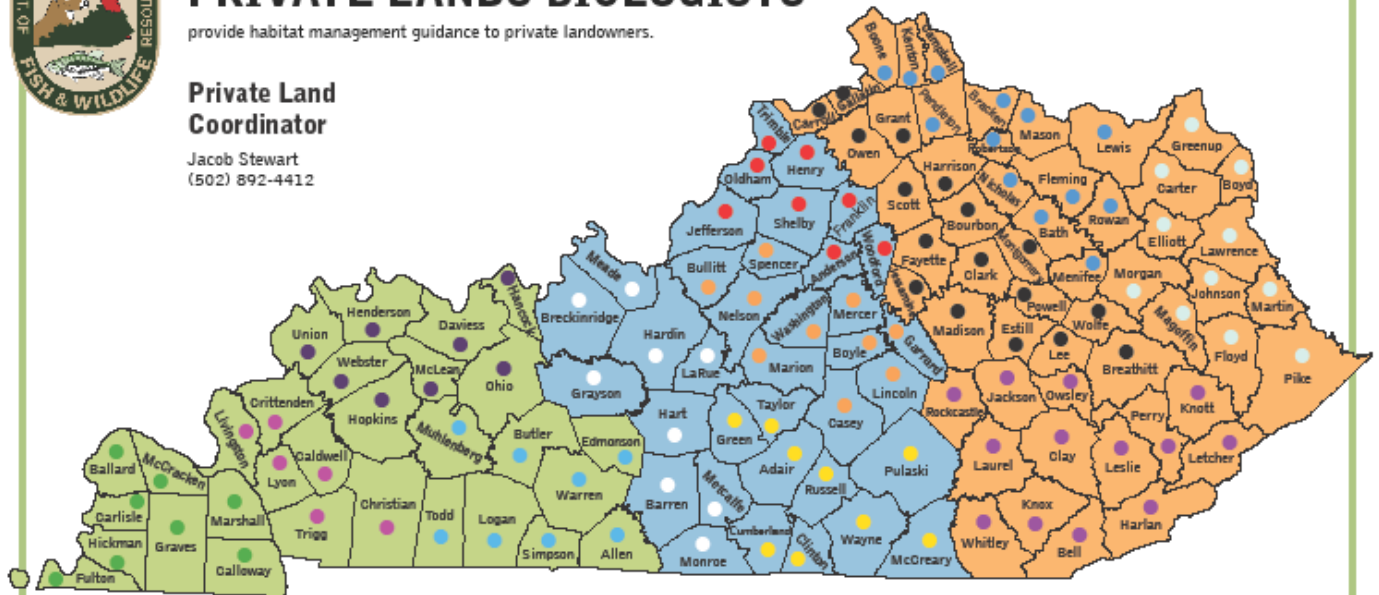 T. OF
RESOU
FISH & WILDLIFE
PRIVATE LANDS BIOLOGISTS
provide habitat management guidance to private landowners.
Private Land
Coordinator
Jacob Stewart
(502) 892-4412
Boone
Kenton
Campbell
Gallatin
Carroll
Trimble
Grant
Pendleton
Bracken
Mason
Robertson
Lewis
Greenup
Owen
Henry
Oldham
Harrison
Nicholas
Fleming
Carter
Boyd
Scott
Franklin
Rowan
Shelby
Jefferson
Bourbon
Bath
Elliott
Lawrence
Montgomery
Fayette
Woodford
Anderson
Spencer
Bullitt
Clark
Menifee
Morgan
Johnson
Martin
Jessamine
Meade
Hancock
Breckinridge
Nelson
Washington
Mercer
Madison
Powell
Estill
Wolfe
Magoffin
Floyd
Pike
Henderson
Daviess
Union
Webster
McLean
Ohio
Hardin
LaRue
Marion
Boyle
Garrard
Lee
Breathitt
Grayson
Lincoln
Rockcastle
Jackson
Owsley
Perry
Knott
Crittenden
Livingston
Hopkins
Muhlenberg
Butler
Edmonson
Hart
Taylor
Green
Casey
Caldwell
Lyon
Ballard
McCracken
Adair
Russell
Pulaski
Laurel
Clay
Leslie
Letcher
Carlisle
Marshall
Trigg
Christian
Todd
Logan
Warren
Barren
Metcalfe
Knox
Harlan
Hickman
Graves
Calloway
Fulton
Simpson
Allen
Monroe
Cumberland
Clinton
Wayne
McCreary
Whitley
Bell